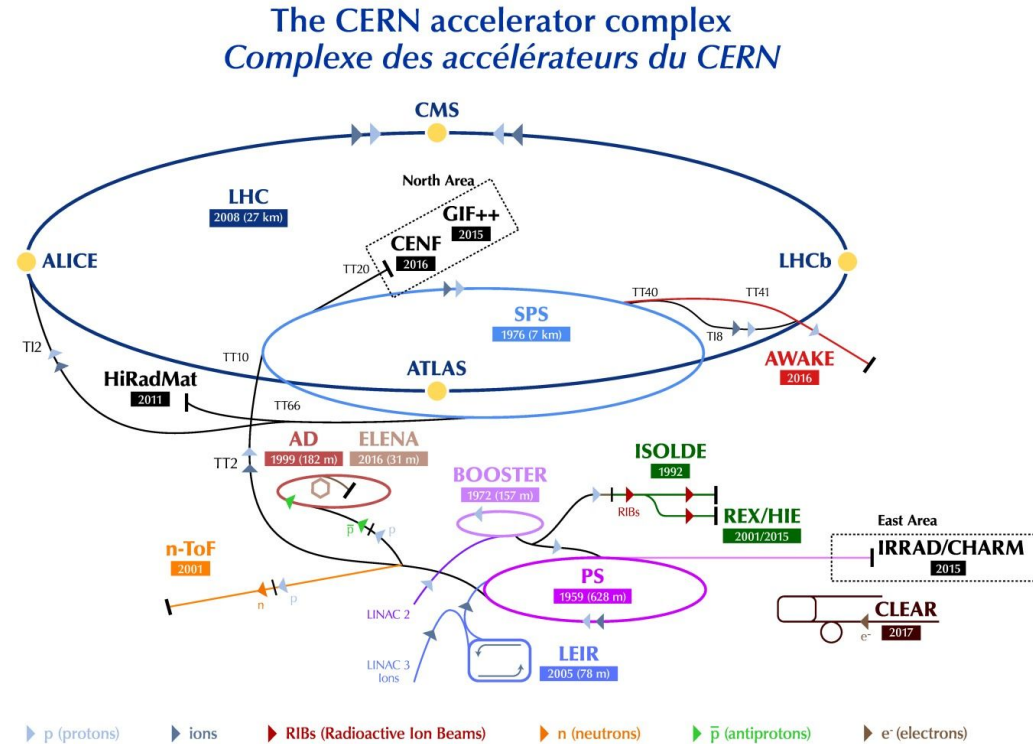 The CERN accelerator complex
Complexe des accélérateurs du CERN
CMS
LHC
2008 (27 km)
North Area
GIF++
2015
CENF
2016
TT20
ALICE
LHCb
SPS
1976 (7 km)
TT40
TT41
TI8
TI2
TT10
ATLAS
AWAKE
2016
HiRadMat
2011
TT66
TT2
AD
1999 (182 m)
ELENA
2016 (31 m)
BOOSTER
1972 (157 m)
ISOLDE
1992
RIBs
REX/HIE
2001/2015
East Area
IRRAD/CHARM
2015
p̅
p
n-ToF
2001
n
p
PS
1959 (628 m)
LINAC 2
CLEAR
2017
e-
LINAC 3
Ions
LEIR
2005 (78 m)
p (protons)
ions
RIBs (Radioactive Ion Beams)
n (neutrons)
p̅ (antiprotons)
e- (electrons)